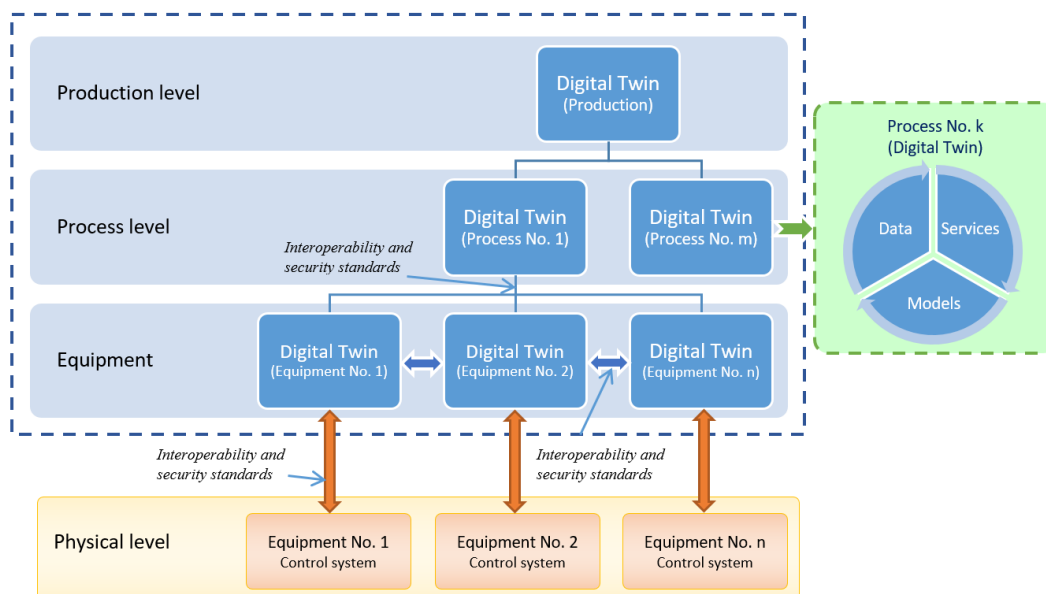 Production level
Digital Twin
(Production)
Process No. k
(Digital Twin)
Data
Services
Models
Process level
Digital Twin
(Process No. 1)
Digital Twin
(Process No. m)
Interoperability and
security standards
Equipment
Digital Twin
(Equipment No. 1)
Digital Twin
(Equipment No. 2)
Digital Twin
(Equipment No. n)
Interoperability and
security standards
Interoperability and
security standards
Physical level
Equipment No. 1
Control system
Equipment No. 2
Control system
Equipment No. n
Control system